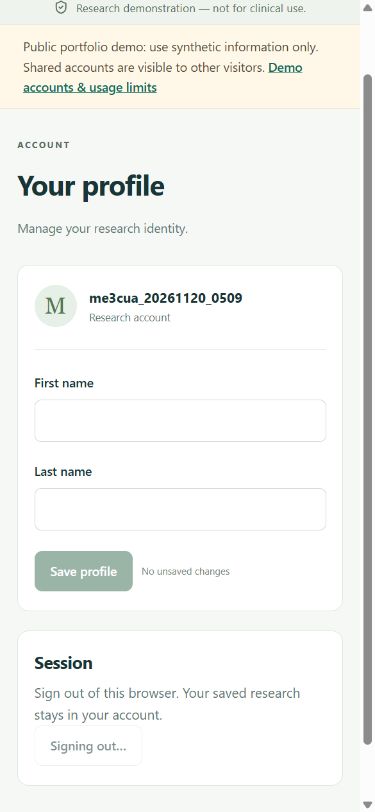 Research demonstration — not for clinical use.
Public portfolio demo: use synthetic information only.
Shared accounts are visible to other visitors. Demo
accounts & usage limits
ACCOUNT
Your profile
Manage your research identity.
M
me3cua_20261120_0509
Research account
First name
Last name
Save profile
No unsaved changes
Session
Sign out of this browser. Your saved research
stays in your account.
Signing out...